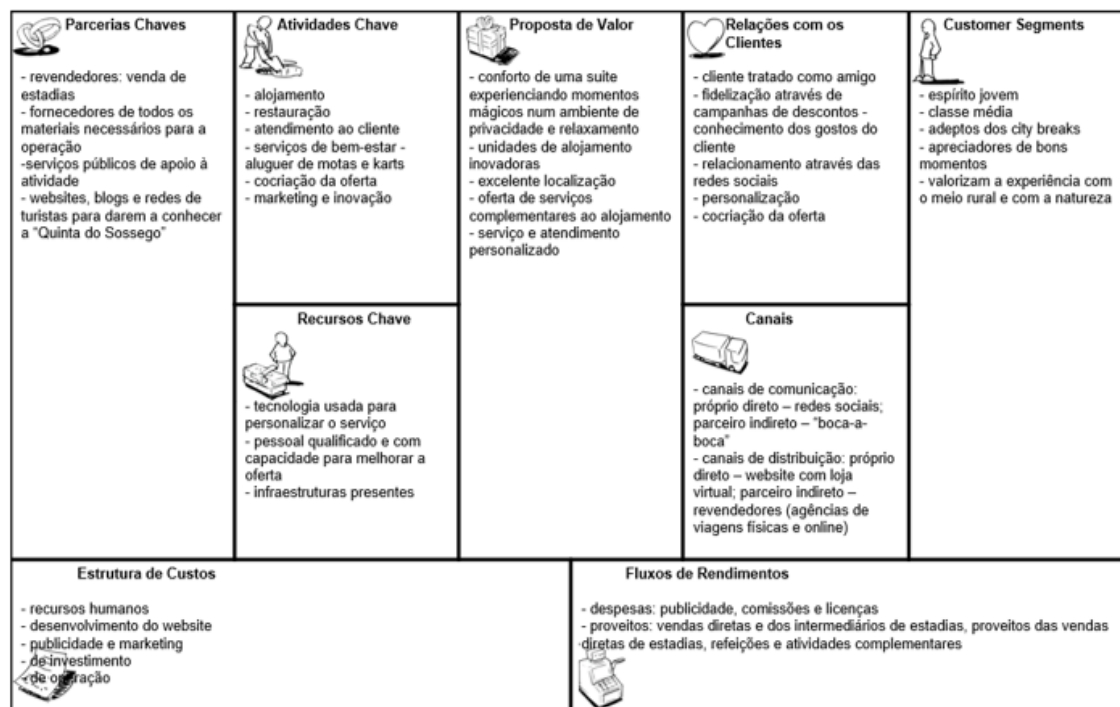 Parcerias Chaves
- revendedores: venda de
estadias
- fornecedores de todos os
materiais necessários para a
operação
-serviços públicos de apoio à
atividade
- websites, blogs e redes de
turistas para darem a conhecer
a “Quinta do Sossego”
Atividades Chave
- alojamento
- restauração
- atendimento ao cliente
- serviços de bem-estar -
aluguer de motas e karts
- cocriação da oferta
- marketing e inovação
Recursos Chave
- tecnologia usada para
personalizar o serviço
- pessoal qualificado e com
capacidade para melhorar a
oferta
- infraestruturas presentes
Proposta de Valor
- conforto de uma suite
experienciando momentos
mágicos num ambiente de
privacidade e relaxamento
- unidades de alojamento
inovadoras
- excelente localização
- oferta de serviços
complementares ao alojamento
- serviço e atendimento
personalizado
Relações com os
Clientes
- cliente tratado como amigo
- fidelização através de
campanhas de descontos -
conhecimento dos gostos do
cliente
- relacionamento através das
redes sociais
- personalização
- cocriação da oferta
Canais
- canais de comunicação:
próprio direto – redes sociais;
parceiro indireto – “boca-a-
boca”
- canais de distribuição: próprio
direto – website com loja
virtual; parceiro indireto –
revendedores (agências de
viagens físicas e online)
Customer Segments
- espírito jovem
- classe média
- adeptos dos city breaks
- apreciadores de bons
momentos
- valorizam a experiência com
o meio rural e com a natureza
Estrutura de Custos
- recursos humanos
- desenvolvimento do website
- publicidade e marketing
- de investimento
- de operação
Fluxos de Rendimentos
- despesas: publicidade, comissões e licenças
- proveitos: vendas diretas e dos intermediários de estadias, proveitos das vendas
diretas de estadias, refeições e atividades complementares